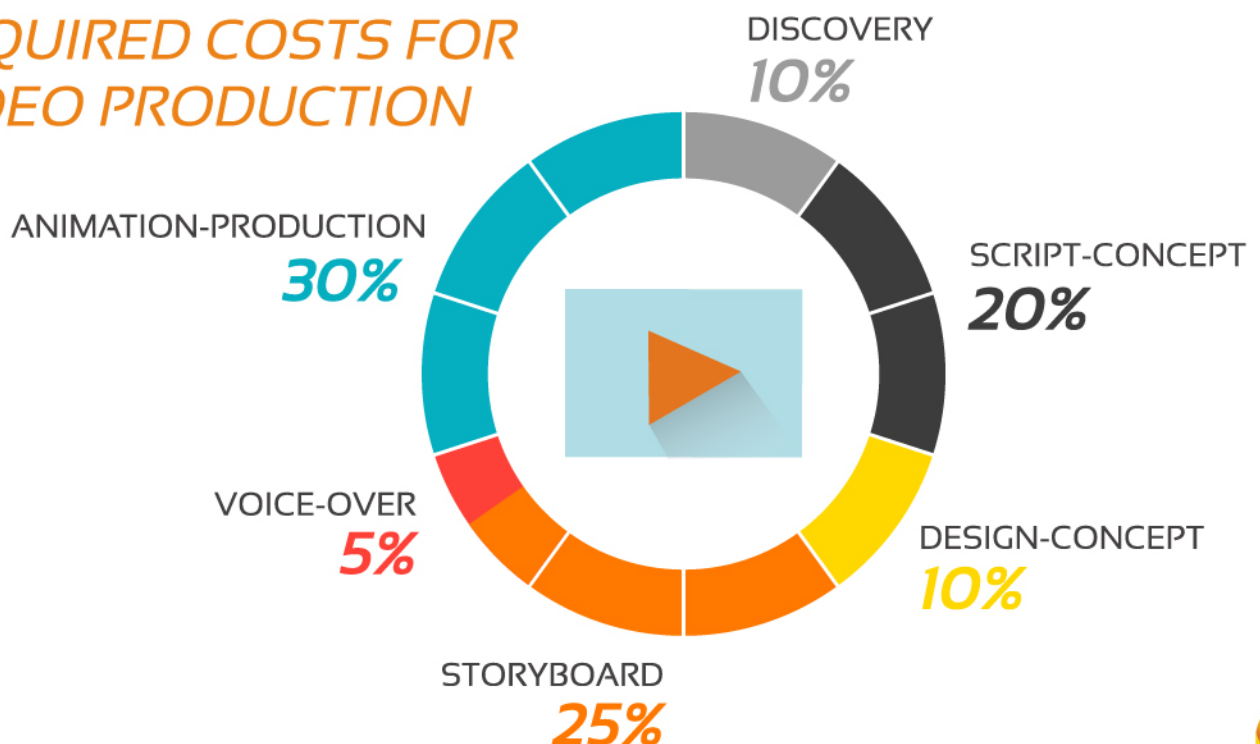 QUIRED COSTS FOR
DEO PRODUCTION
DISCOVERY
10%
ANIMATION-PRODUCTION
30%
SCRIPT-CONCEPT
20%
VOICE-OVER
5%
DESIGN-CONCEPT
10%
STORYBOARD
25%